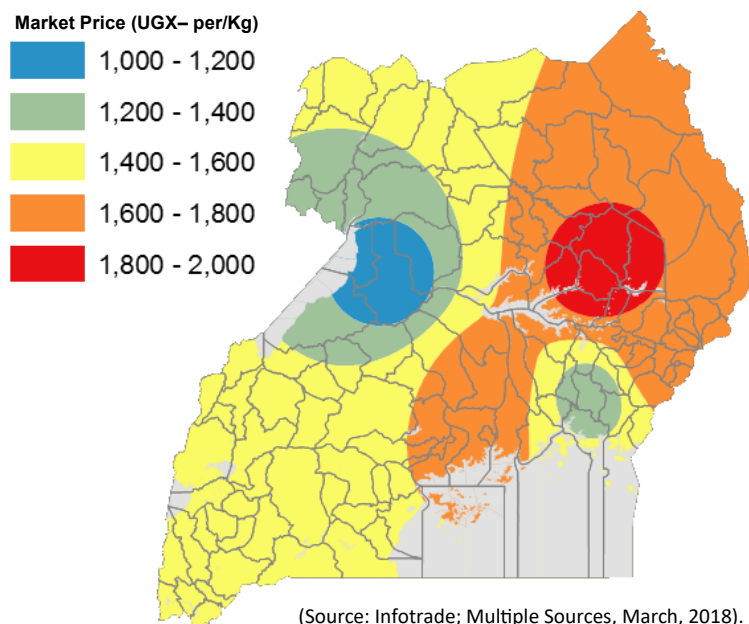 Market Price (UGX– per/Kg)
1,000 - 1,200
1,200 - 1,400
1,400 - 1,600
1,600 - 1,800
1,800 - 2,000
(Source: Infotrade; Multiple Sources, March, 2018).